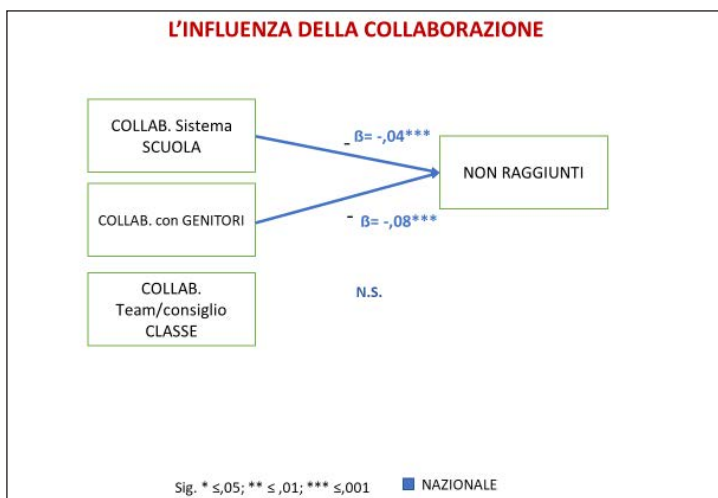 L'INFLUENZA DELLA COLLABORAZIONE
COLLAB. Sistema
SCUOLA
- ß= -,04***
NON RAGGIUNTI
COLLAB. con GENITORI
- ß= -,08***
COLLAB.
Team/consiglio
CLASSE
N.S.
Sig. * ≤,05; ** ≤ ,01; *** ≤,001
NAZIONALE